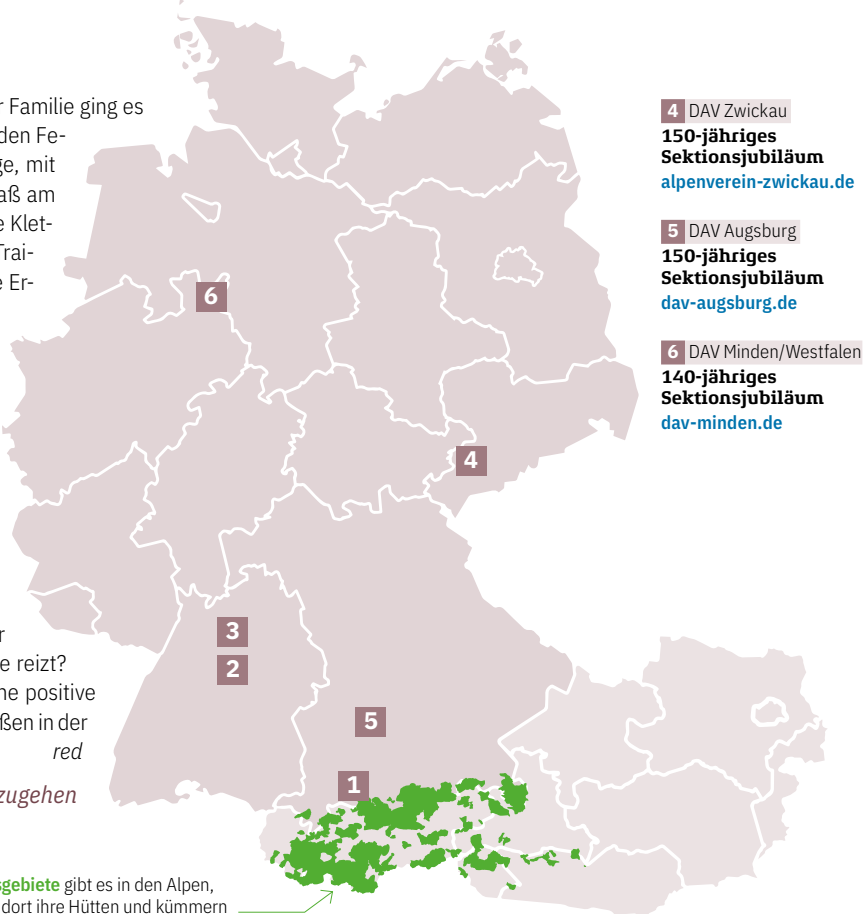 r Familie ging es
den Fe-
ge, mit
aß am
e Klet-
Trai-
e Er-
r
e reizt?
ne positive
ßen in der
red
zugehen
sgebiete gibt es in den Alpen,
dort ihre Hütten und kümmern
6
4
3
2
5
1
4 DAV Zwickau
150-jähriges
Sektionsjubiläum
alpenverein-zwickau.de
5 DAV Augsburg
150-jähriges
Sektionsjubiläum
dav-augsburg.de
6 DAV Minden/Westfalen
140-jähriges
Sektionsjubiläum
dav-minden.de